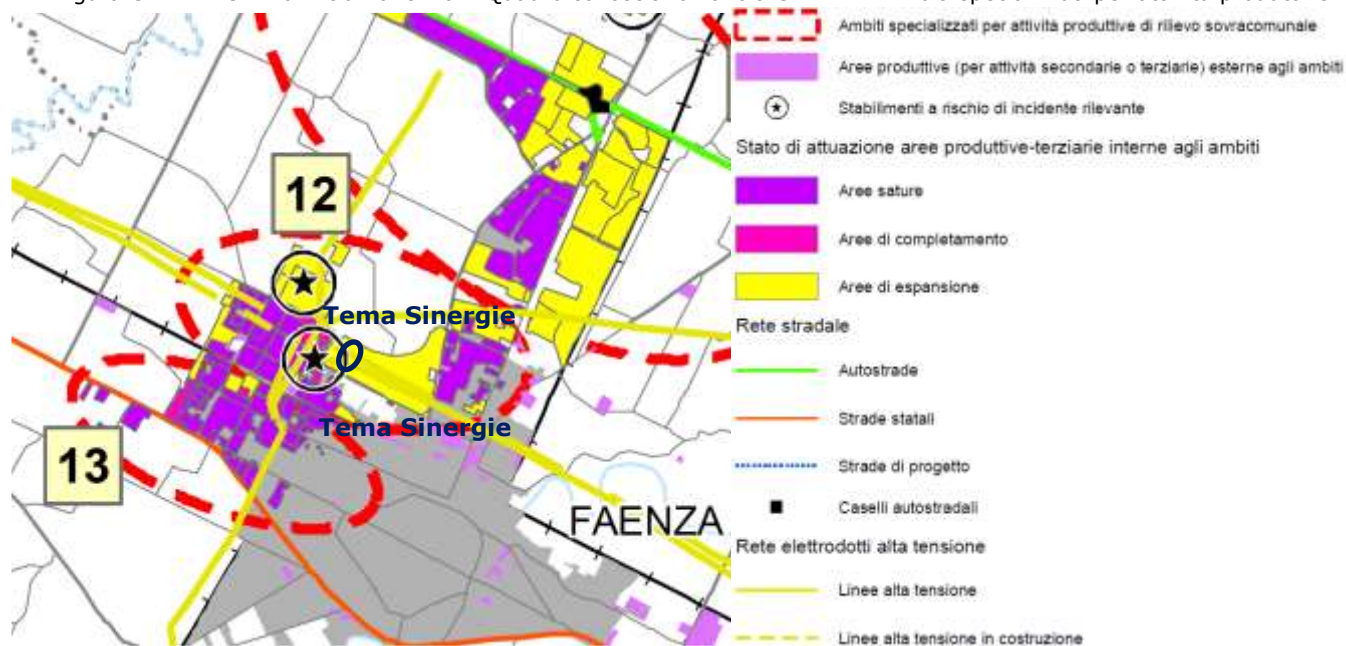 12
Tema Sinergie
Tema Sinergie
13
FAENZA
Ambiti specializzati per attività produttive di rilievo sovracomunale
Aree produttive (per attività secondarie o terziarie) esterne agli ambiti
Stabilimenti a rischio di incidente rilevante
Stato di attuazione aree produttive-terziarie interne agli ambiti
Aree sature
Aree di completamento
Aree di espansione
Rete stradale
Autostrade
Strade statali
Strade di progetto
Caselli autostradali
Rete elettrodotti alta tensione
Linee alta tensione
Linee alta tensione in costruzione